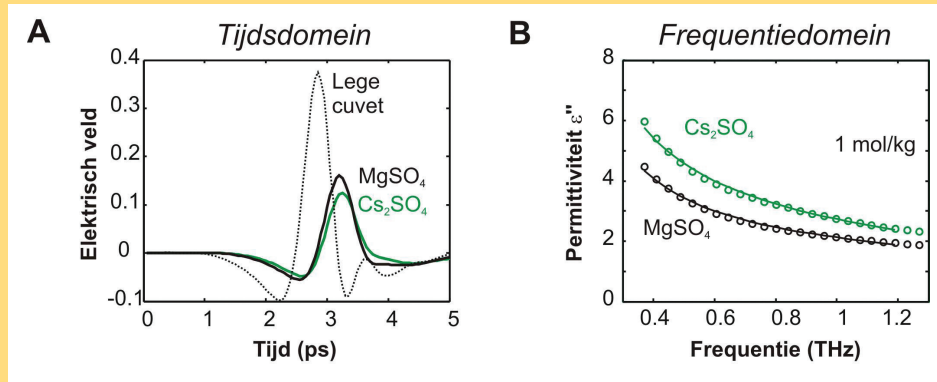 A
Tijdsdomein
Elektrisch veld
0.4
0.3
0.2
0.1
0
-0.1
Lege
cuvet
MgSO₄
Cs₂SO₄
0 1 2 3 4 5
Tijd (ps)
B
Frequentiedomein
Permittiviteit ε"
8
6
4
2
0
Cs₂SO₄
1 mol/kg
MgSO₄
0.4 0.6 0.8 1 1.2
Frequentie (THz)